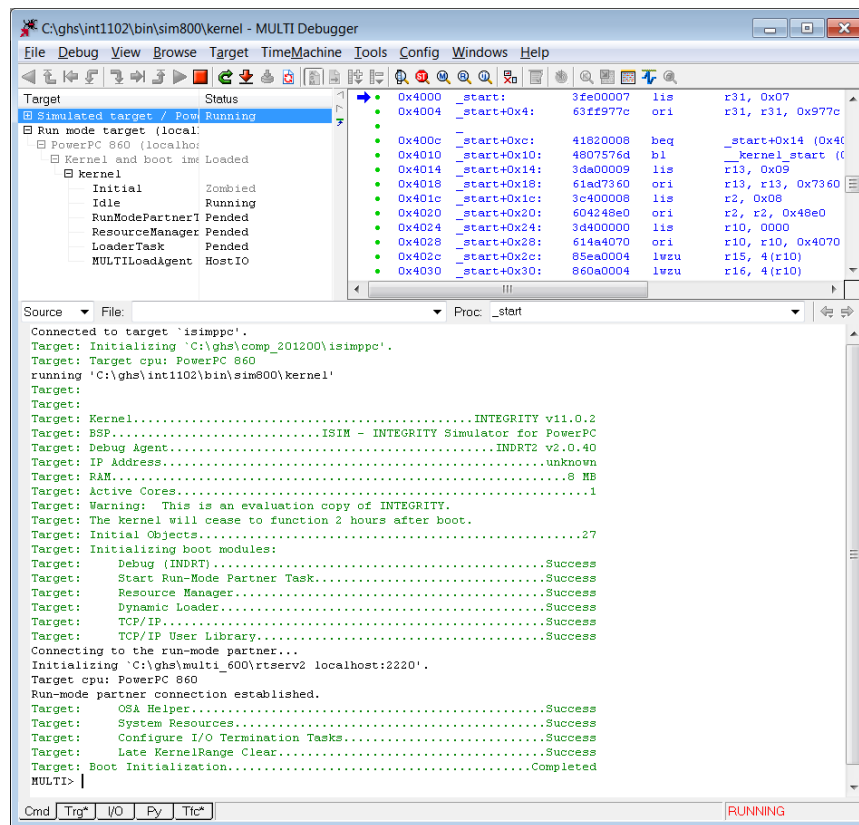 C:\ghs\int1102\bin\sim800\kernel - MULTI Debugger
File Debug View Browse Target TimeMachine Tools Config Windows Help
Target Status
Simulated target / Pow Running
Run mode target (local
PowerPC 860 (localhos
Kernel and boot ima Loaded
kernel
Initial Zombied
Idle Running
RunModePartnerT Pended
ResourceManager Pended
LoaderTask Pended
MULTILoadAgent HostIO
0x4000 _start: 3fe00007 lis r31, 0x07
0x4004 _start+0x4: 63ff977c ori r31, r31, 0x977c
0x400c _start+0xc: 41820008 beq _start+0x14 (0x40
0x4010 _start+0x10: 4807576d bl __kernel_start (0
0x4014 _start+0x14: 3da00009 lis r13, 0x09
0x4018 _start+0x18: 61ad7360 ori r13, r13, 0x7360
0x401c _start+0x1c: 3c400008 lis r2, 0x08
0x4020 _start+0x20: 604248e0 ori r2, r2, 0x48e0
0x4024 _start+0x24: 3d400000 lis r10, 0000
0x4028 _start+0x28: 614a4070 ori r10, r10, 0x4070
0x402c _start+0x2c: 85ea0004 lwzu r15, 4(r10)
0x4030 _start+0x30: 860a0004 lwzu r16, 4(r10)
Source File: Proc: _start
Connected to target `isimppc'.
Target: Initializing `C:\ghs\comp_201200\isimppc'.
Target: Target cpu: PowerPC 860
running 'C:\ghs\int1102\bin\sim800\kernel'
Target:
Target:
Target: Kernel...............................................INTEGRITY v11.0.2
Target: BSP.............................ISIM - INTEGRITY Simulator for PowerPC
Target: Debug Agent.............................................INDRT2 v2.0.40
Target: IP Address.....................................................unknown
Target: RAM...............................................................8 MB
Target: Active Cores.........................................................1
Target: Warning: This is an evaluation copy of INTEGRITY.
Target: The kernel will cease to function 2 hours after boot.
Target: Initial Objects.....................................................27
Target: Initializing boot modules:
Target: Debug (INDRT)..............................................Success
Target: Start Run-Mode Partner Task................................Success
Target: Resource Manager...........................................Success
Target: Dynamic Loader.............................................Success
Target: TCP/IP.....................................................Success
Target: TCP/IP User Library........................................Success
Connecting to the run-mode partner...
Initializing `C:\ghs\multi_600\rtserv2 localhost:2220'.
Target cpu: PowerPC 860
Run-mode partner connection established.
Target: OSA Helper.................................................Success
Target: System Resources...........................................Success
Target: Configure I/O Termination Tasks............................Success
Target: Late KernelRange Clear.....................................Success
Target: Boot Initialization..........................................Completed
MULTI>
Cmd Trg* I/O Py Tfc* RUNNING